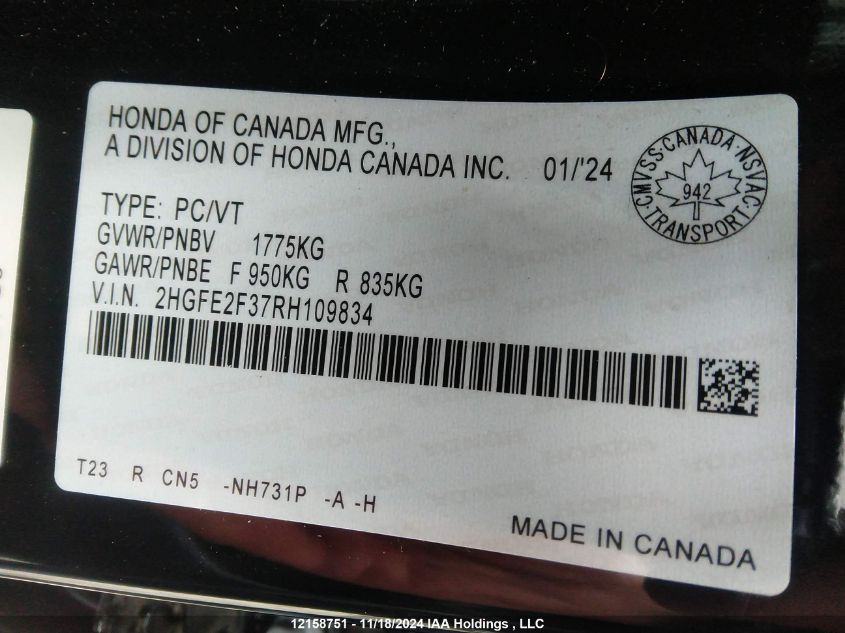 HONDA OF CANADA MFG.,
A DIVISION OF HONDA CANADA INC. 01/'24
CMVSS·CANADA·NSVAC·TRANSPORT·
942
TYPE: PC/VT
GVWR/PNBV 1775KG
GAWR/PNBE F 950KG R 835KG
V.I.N. 2HGFE2F37RH109834
T23 R CN5 -NH731P -A -H
MADE IN CANADA
12158751 - 11/18/2024 IAA Holdings , LLC